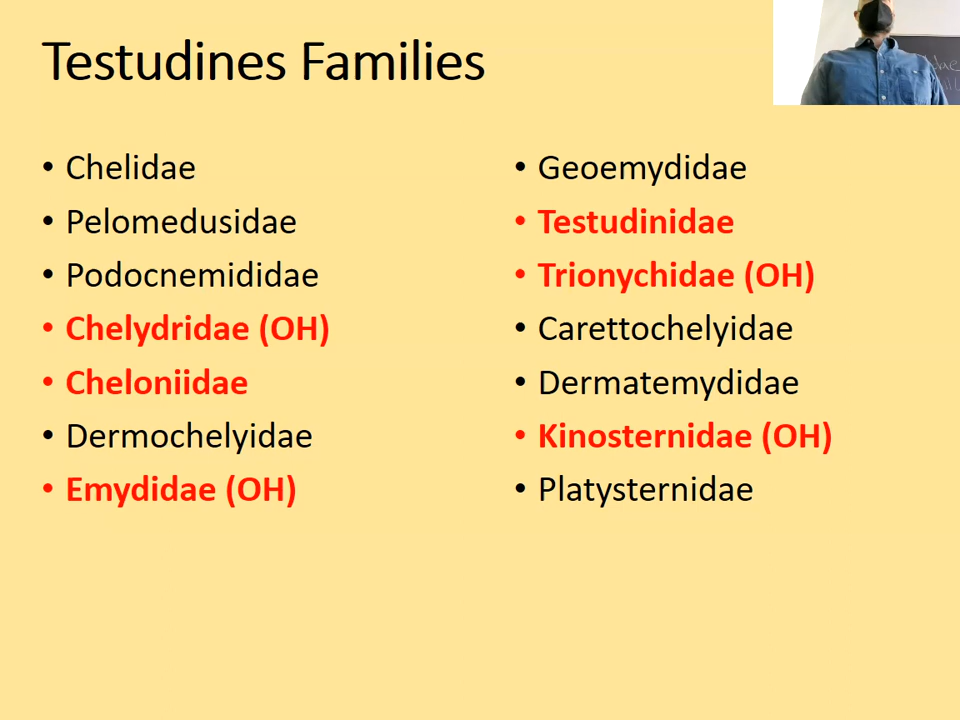 Testudines Families
• Chelidae
• Pelomedusidae
• Podocnemididae
• Chelydridae (OH)
• Cheloniidae
• Dermochelyidae
• Emydidae (OH)
• Geoemydidae
• Testudinidae
• Trionychidae (OH)
• Carettochelyidae
• Dermatemydidae
• Kinosternidae (OH)
• Platysternidae